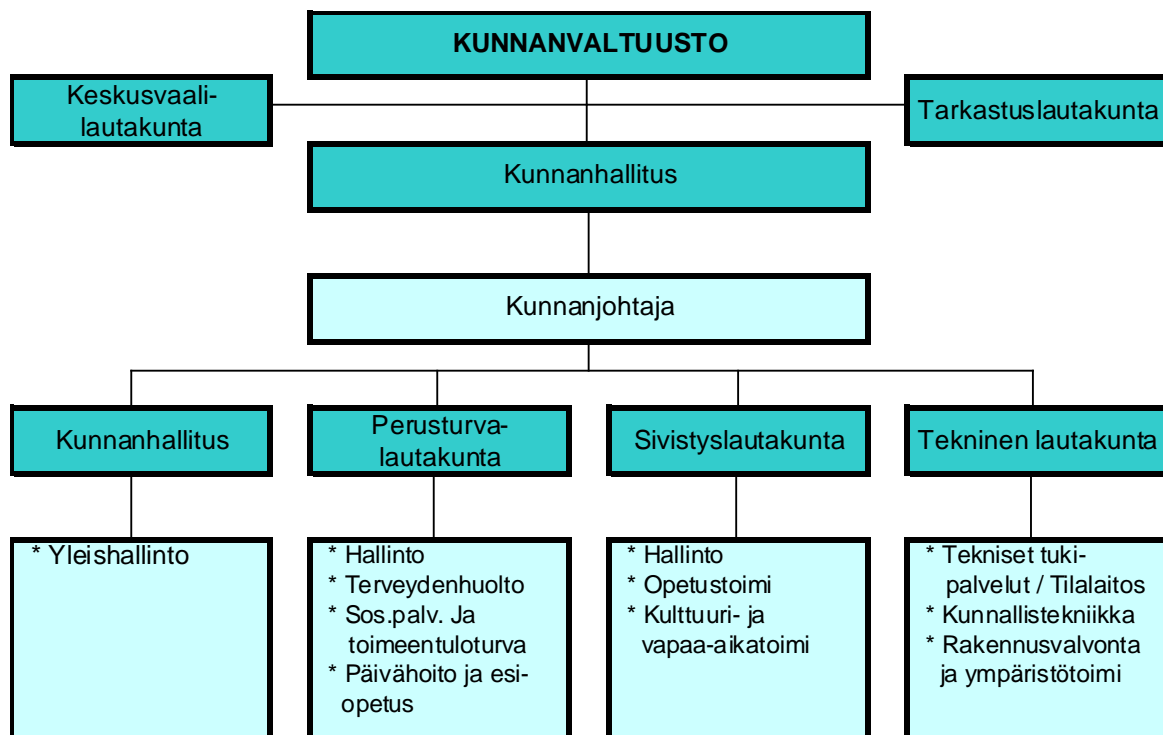 KUNNANVALTUUSTO
Keskusvaali-
lautakunta
Tarkastuslautakunta
Kunnanhallitus
Kunnanjohtaja
Kunnanhallitus
Perusturva-
lautakunta
Sivistyslautakunta
Tekninen lautakunta
* Yleishallinto
* Hallinto
* Terveydenhuolto
* Sos.palv. Ja
toimeentuloturva
* Päivähoito ja esi-
opetus
* Hallinto
* Opetustoimi
* Kulttuuri- ja
vapaa-aikatoimi
* Tekniset tuki-
palvelut / Tilalaitos
* Kunnallistekniikka
* Rakennusvalvonta
ja ympäristötoimi